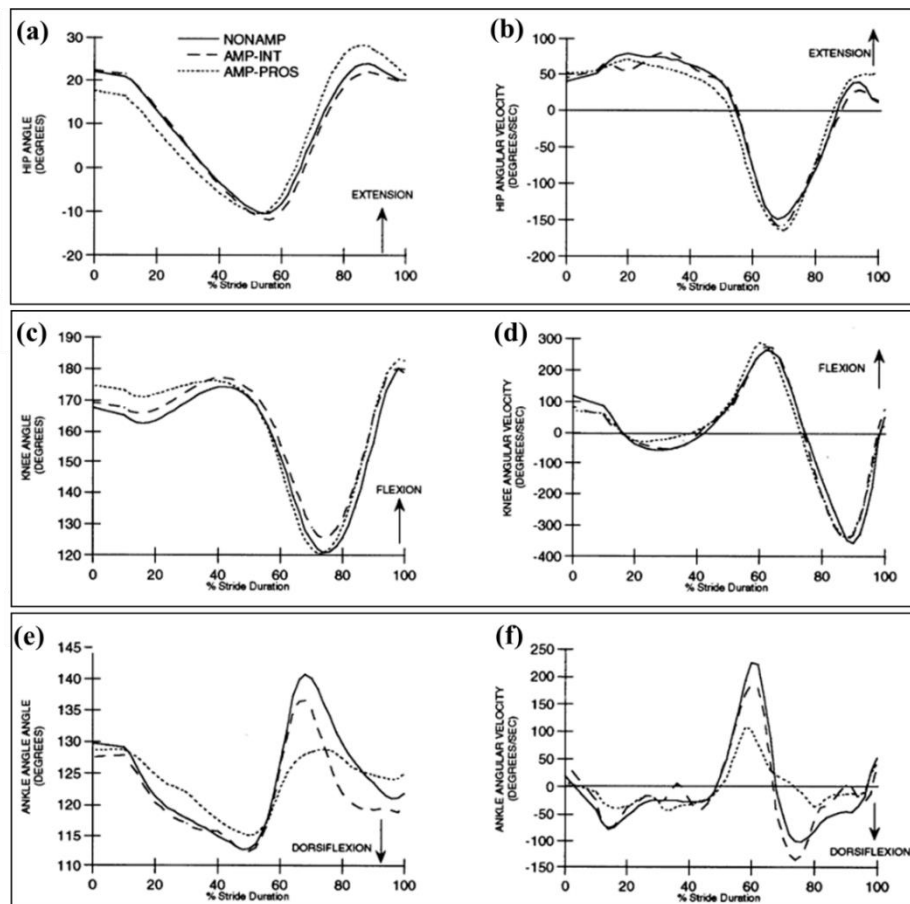 (a)
30
20
10
0
-10
-20
HIP ANGLE
(DEGREES)
NONAMP
AMP-INT
AMP-PROS
EXTENSION
0 20 40 60 80 100
% Stride Duration
(b)
100
50
0
-50
-100
-150
-200
HIP ANGULAR VELOCITY
(DEGREES/SEC)
EXTENSION
0 20 40 60 80 100
% Stride Duration
(c)
190
180
170
160
150
140
130
120
KNEE ANGLE
(DEGREES)
FLEXION
0 20 40 60 80 100
% Stride Duration
(d)
300
200
100
0
-100
-200
-300
-400
KNEE ANGULAR VELOCITY
(DEGREES/SEC)
FLEXION
0 20 40 60 80 100
% Stride Duration
(e)
145
140
135
130
125
120
115
110
ANKLE ANGLE ANGLE
(DEGREES)
DORSIFLEXION
0 20 40 60 80 100
% Stride Duration
(f)
250
200
150
100
50
0
-50
-100
-150
ANKLE ANGULAR VELOCITY
(DEGREES/SEC)
DORSIFLEXION
0 20 40 60 80 100
% Stride Duration